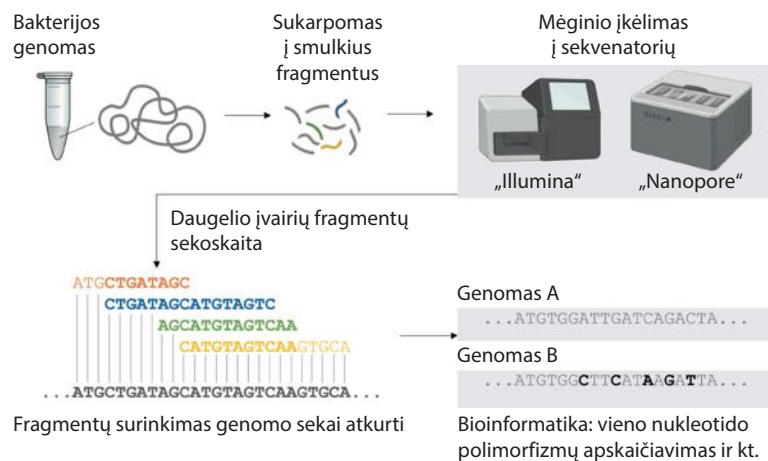 Bakterijos
genomas
Sukarpomas
į smulkius
fragmentus
Mėginio įkėlimas
į sekvenatorių
„Illumina“
„Nanopore“
Daugelio įvairių fragmentų
sekoskaita
ATGCTGATAGC
CTGATAGCATGTAGTC
AGCATGTAGTCAA
CATGTAGTCAAGTGCA
...ATGCTGATAGCATGTAGTCAAGTGCA...
Fragmentų surinkimas genomo sekai atkurti
Genomas A
...ATGTGGATTGATCAGACTA...
Genomas B
...ATGTGGCTTCATAAGATTA...
Bioinformatika: vieno nukleotido
polimorfizmų apskaičiavimas ir kt.